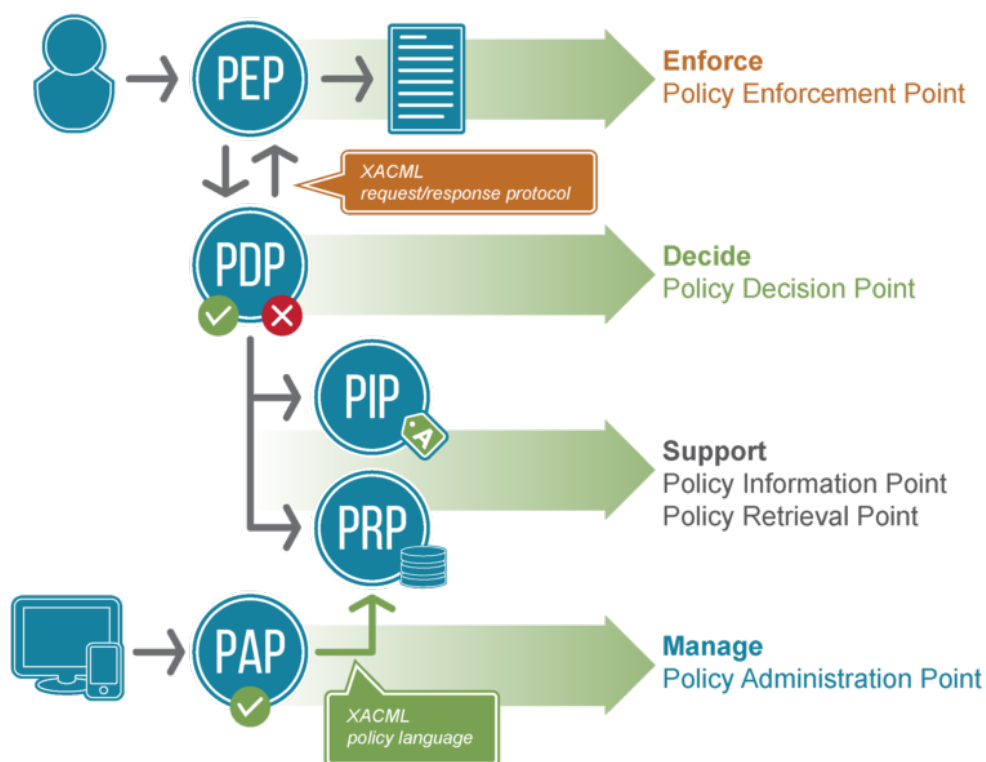 PEP
Enforce
Policy Enforcement Point
XACML
request/response protocol
PDP
Decide
Policy Decision Point
PIP
A
Support
Policy Information Point
Policy Retrieval Point
PRP
PAP
Manage
Policy Administration Point
XACML
policy language